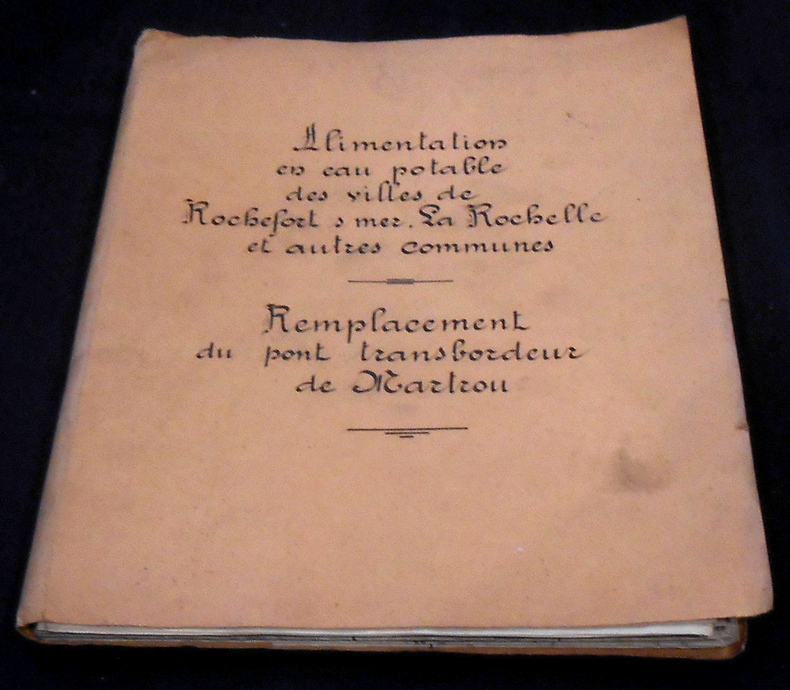 Alimentation
en eau potable
des villes de
Rochefort s mer. La Rochelle
et autres communes
Remplacement
du pont transbordeur
de Martrou